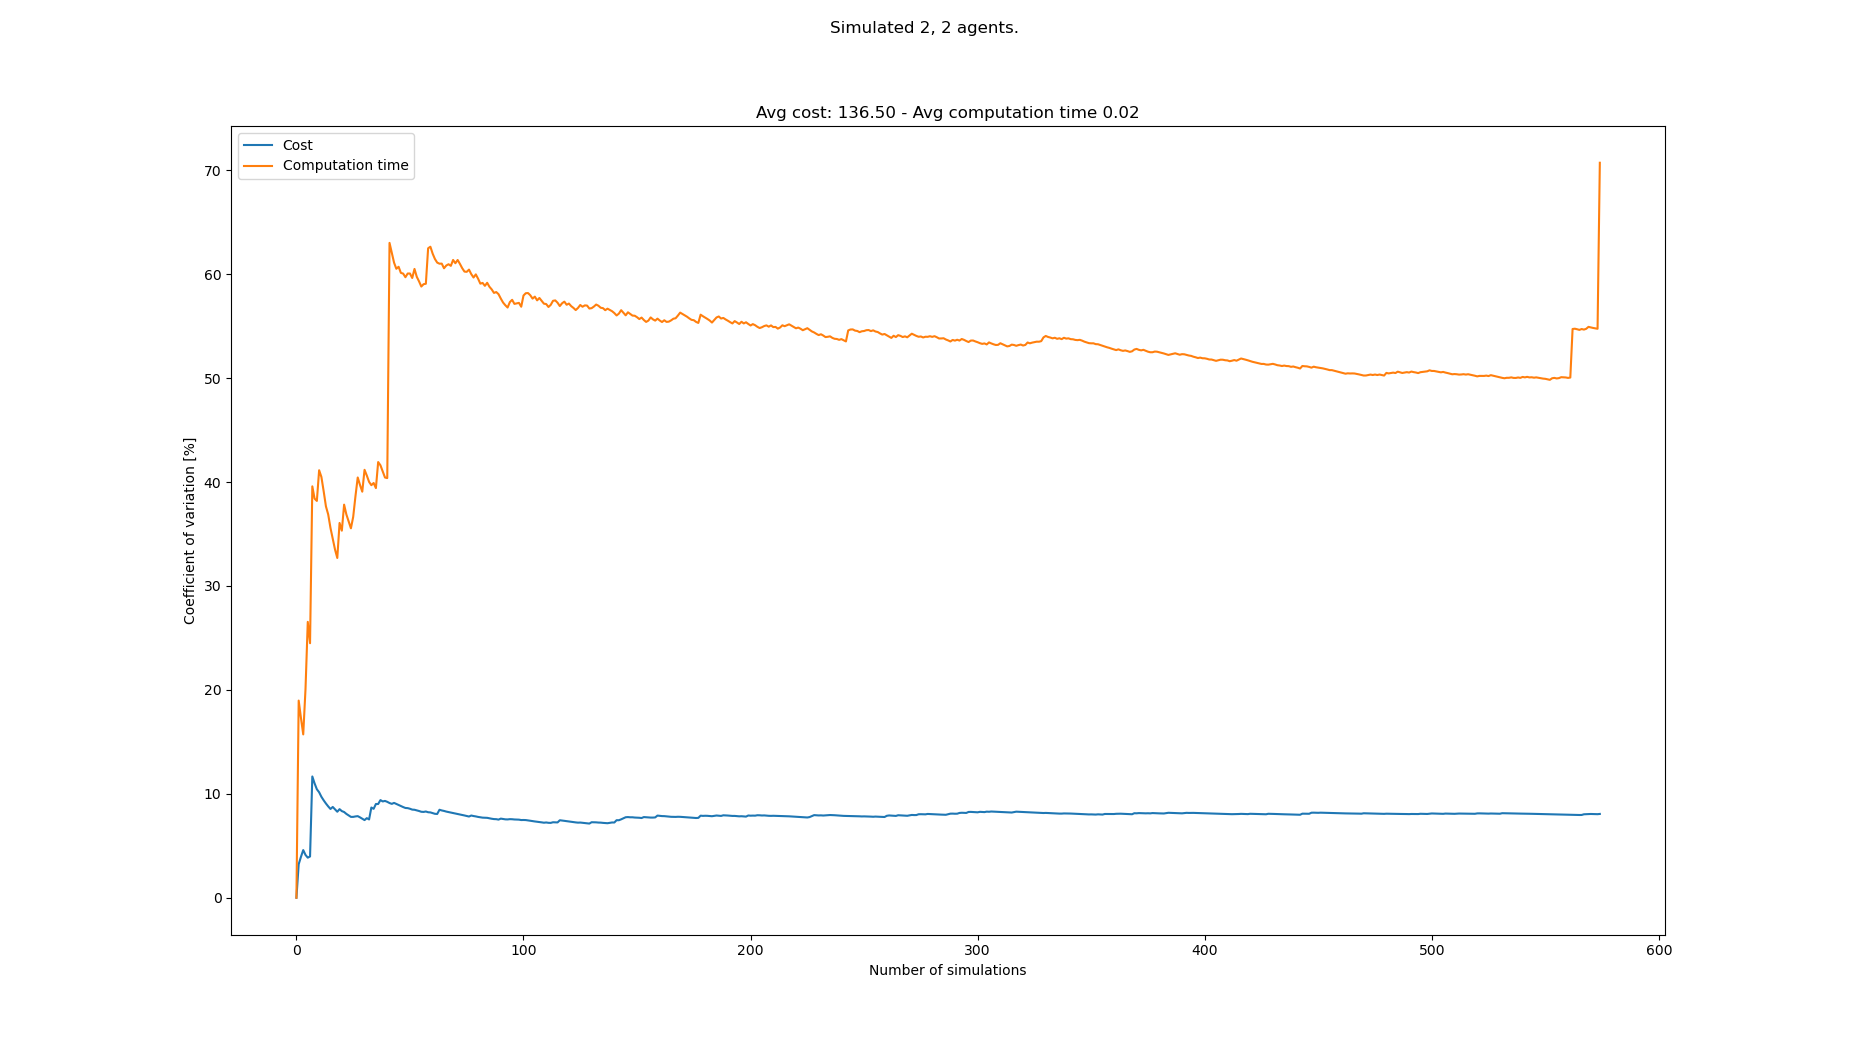 Simulated 2, 2 agents.
Avg cost: 136.50 - Avg computation time 0.02
Cost
Computation time
70
60
50
40
30
20
10
0
Coefficient of variation [%]
0 100 200 300 400 500 600
Number of simulations